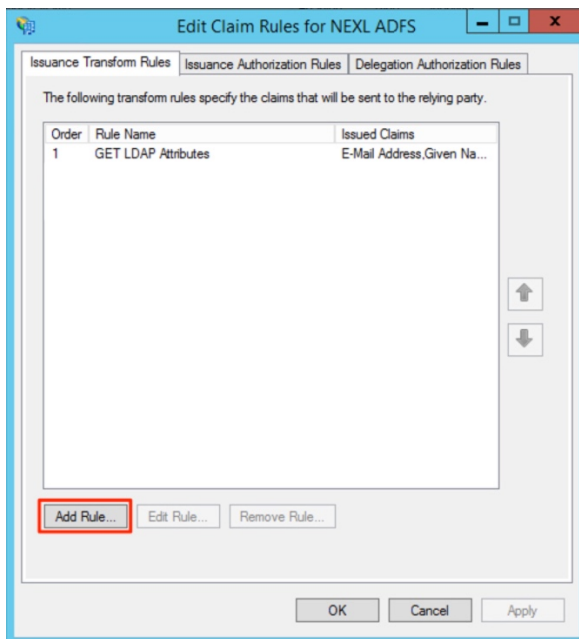 Edit Claim Rules for NEXL ADFS
Issuance Transform Rules Issuance Authorization Rules Delegation Authorization Rules
The following transform rules specify the claims that will be sent to the relying party.
Order Rule Name Issued Claims
1 GET LDAP Attributes E-Mail Address,Given Na...
Add Rule... Edit Rule... Remove Rule...
OK Cancel Apply